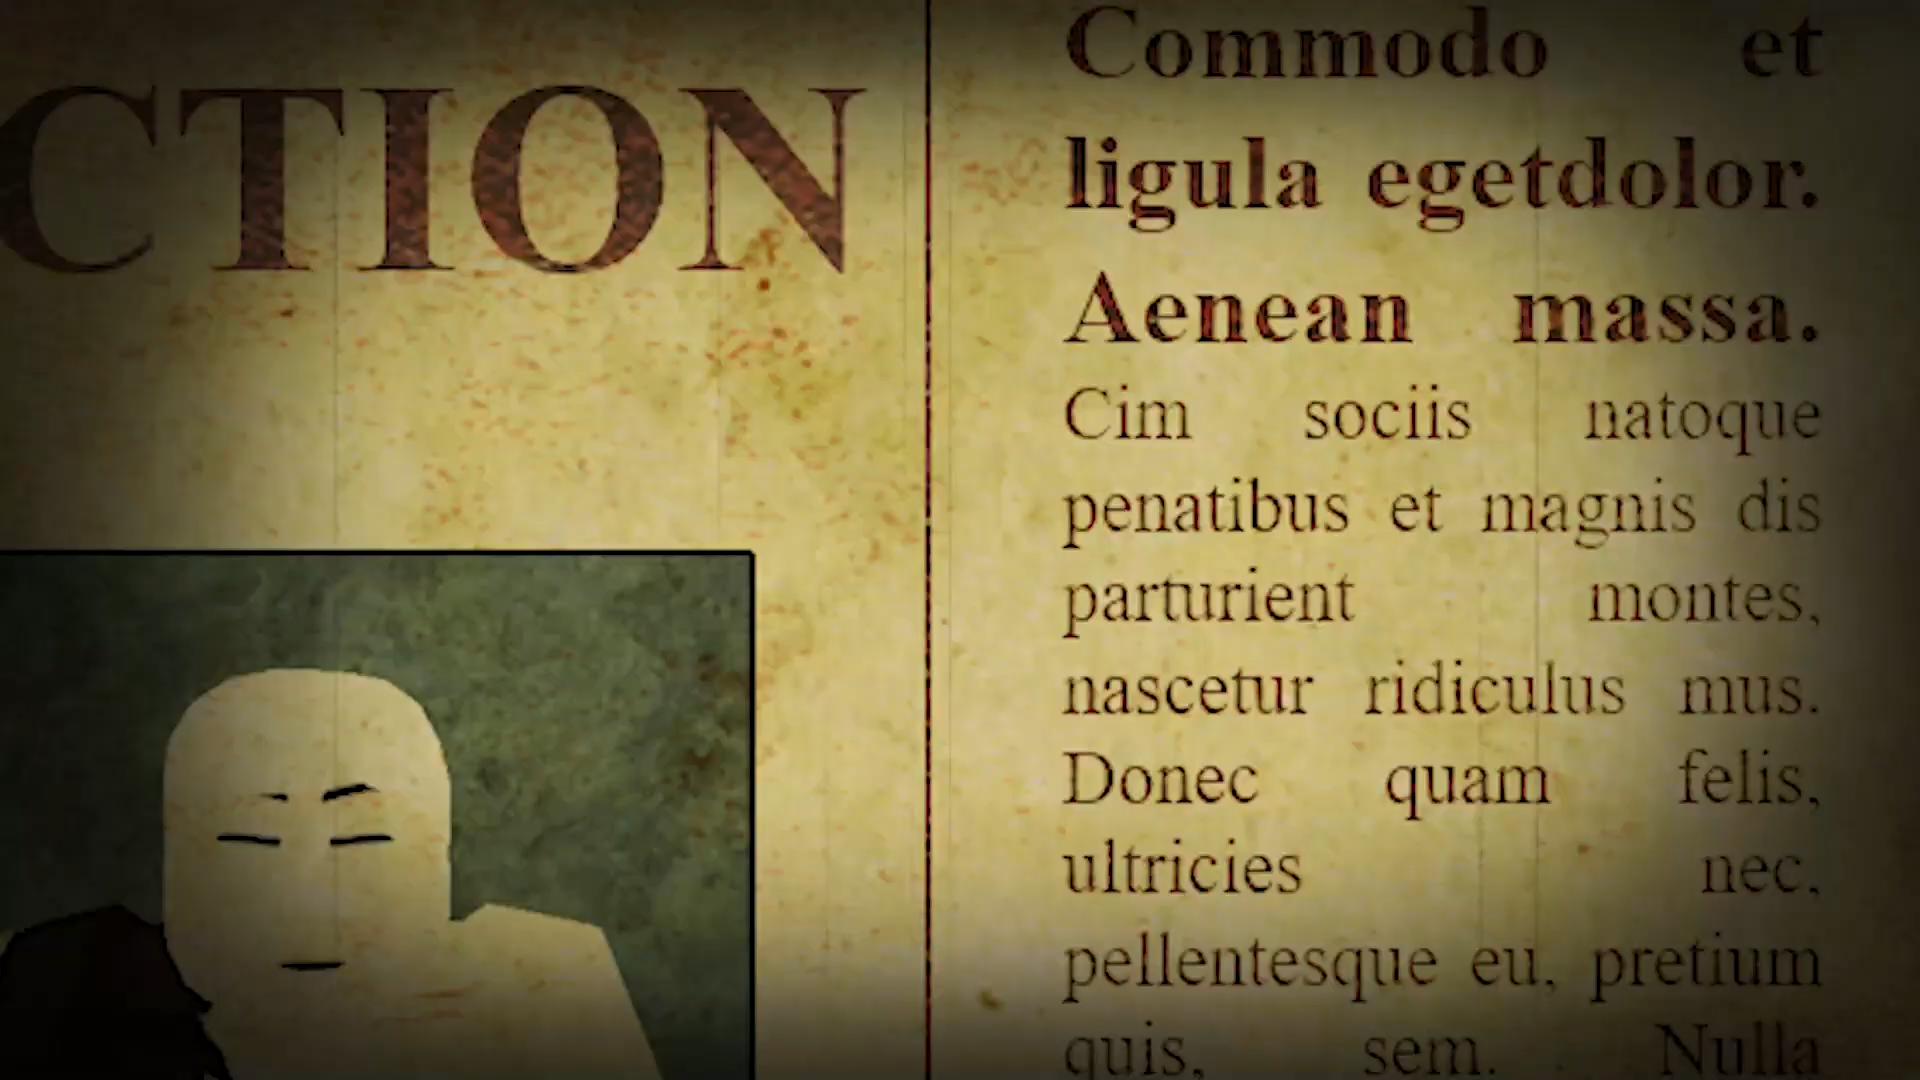 CTION
Commodo et
ligula egetdolor.
Aenean massa.
Cim sociis natoque
penatibus et magnis dis
parturient montes,
nascetur ridiculus mus.
Donec quam felis,
ultricies nec,
pellentesque eu, pretium
quis, sem. Nulla